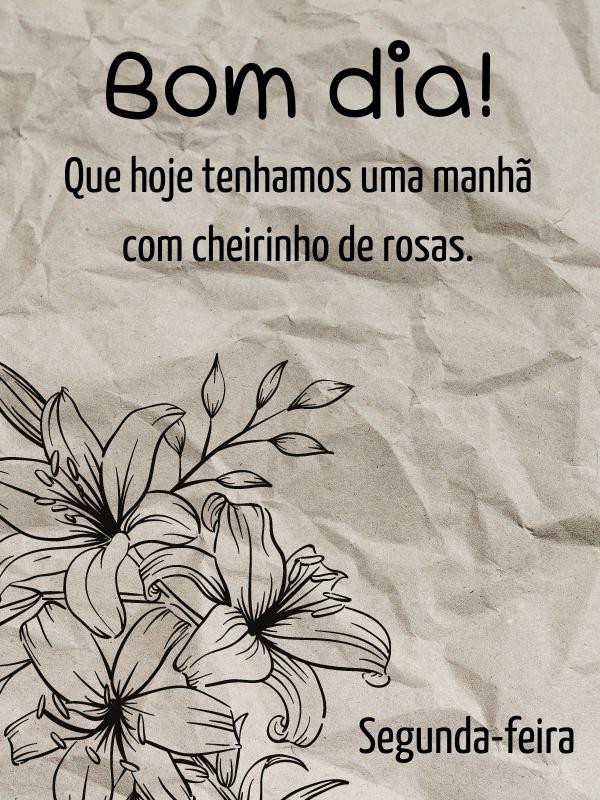 Bom dia!
Que hoje tenhamos uma manhã
com cheirinho de rosas.
Segunda-feira